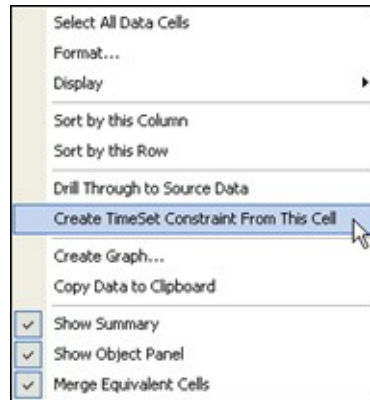 Select All Data Cells
Format...
Display
Sort by this Column
Sort by this Row
Drill Through to Source Data
Create TimeSet Constraint From This Cell
Create Graph...
Copy Data to Clipboard
Show Summary
Show Object Panel
Merge Equivalent Cells